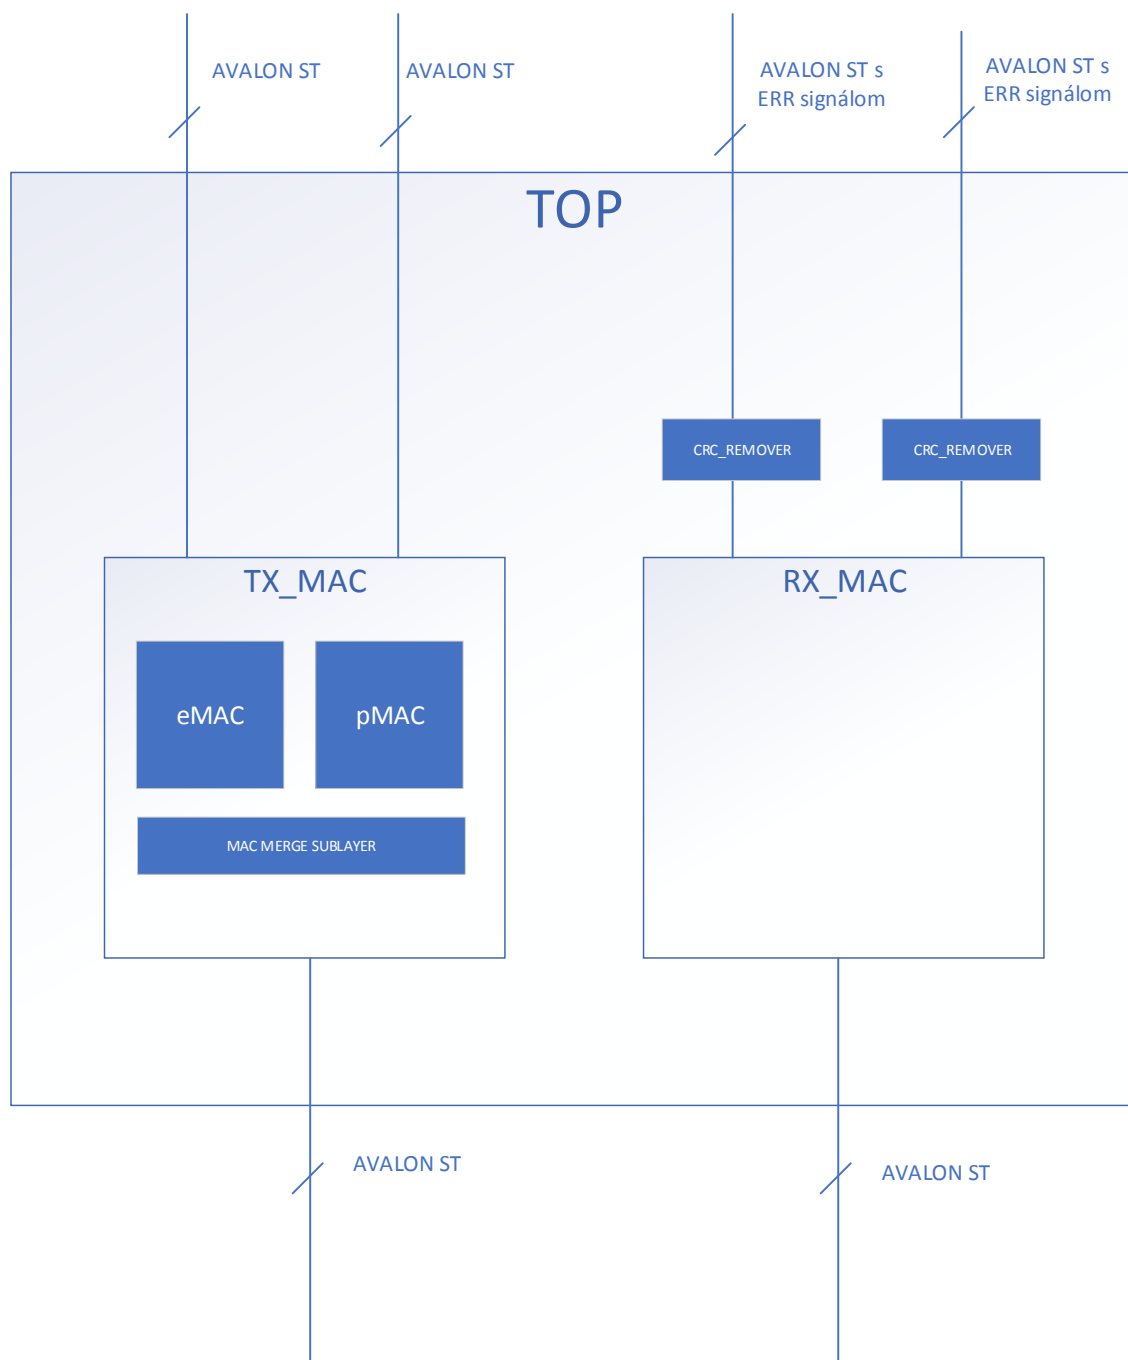 AVALON ST
AVALON ST
AVALON ST s
ERR signálom
AVALON ST s
ERR signálom
TOP
CRC_REMOVER
CRC_REMOVER
TX_MAC
RX_MAC
eMAC
pMAC
MAC MERGE SUBLAYER
AVALON ST
AVALON ST